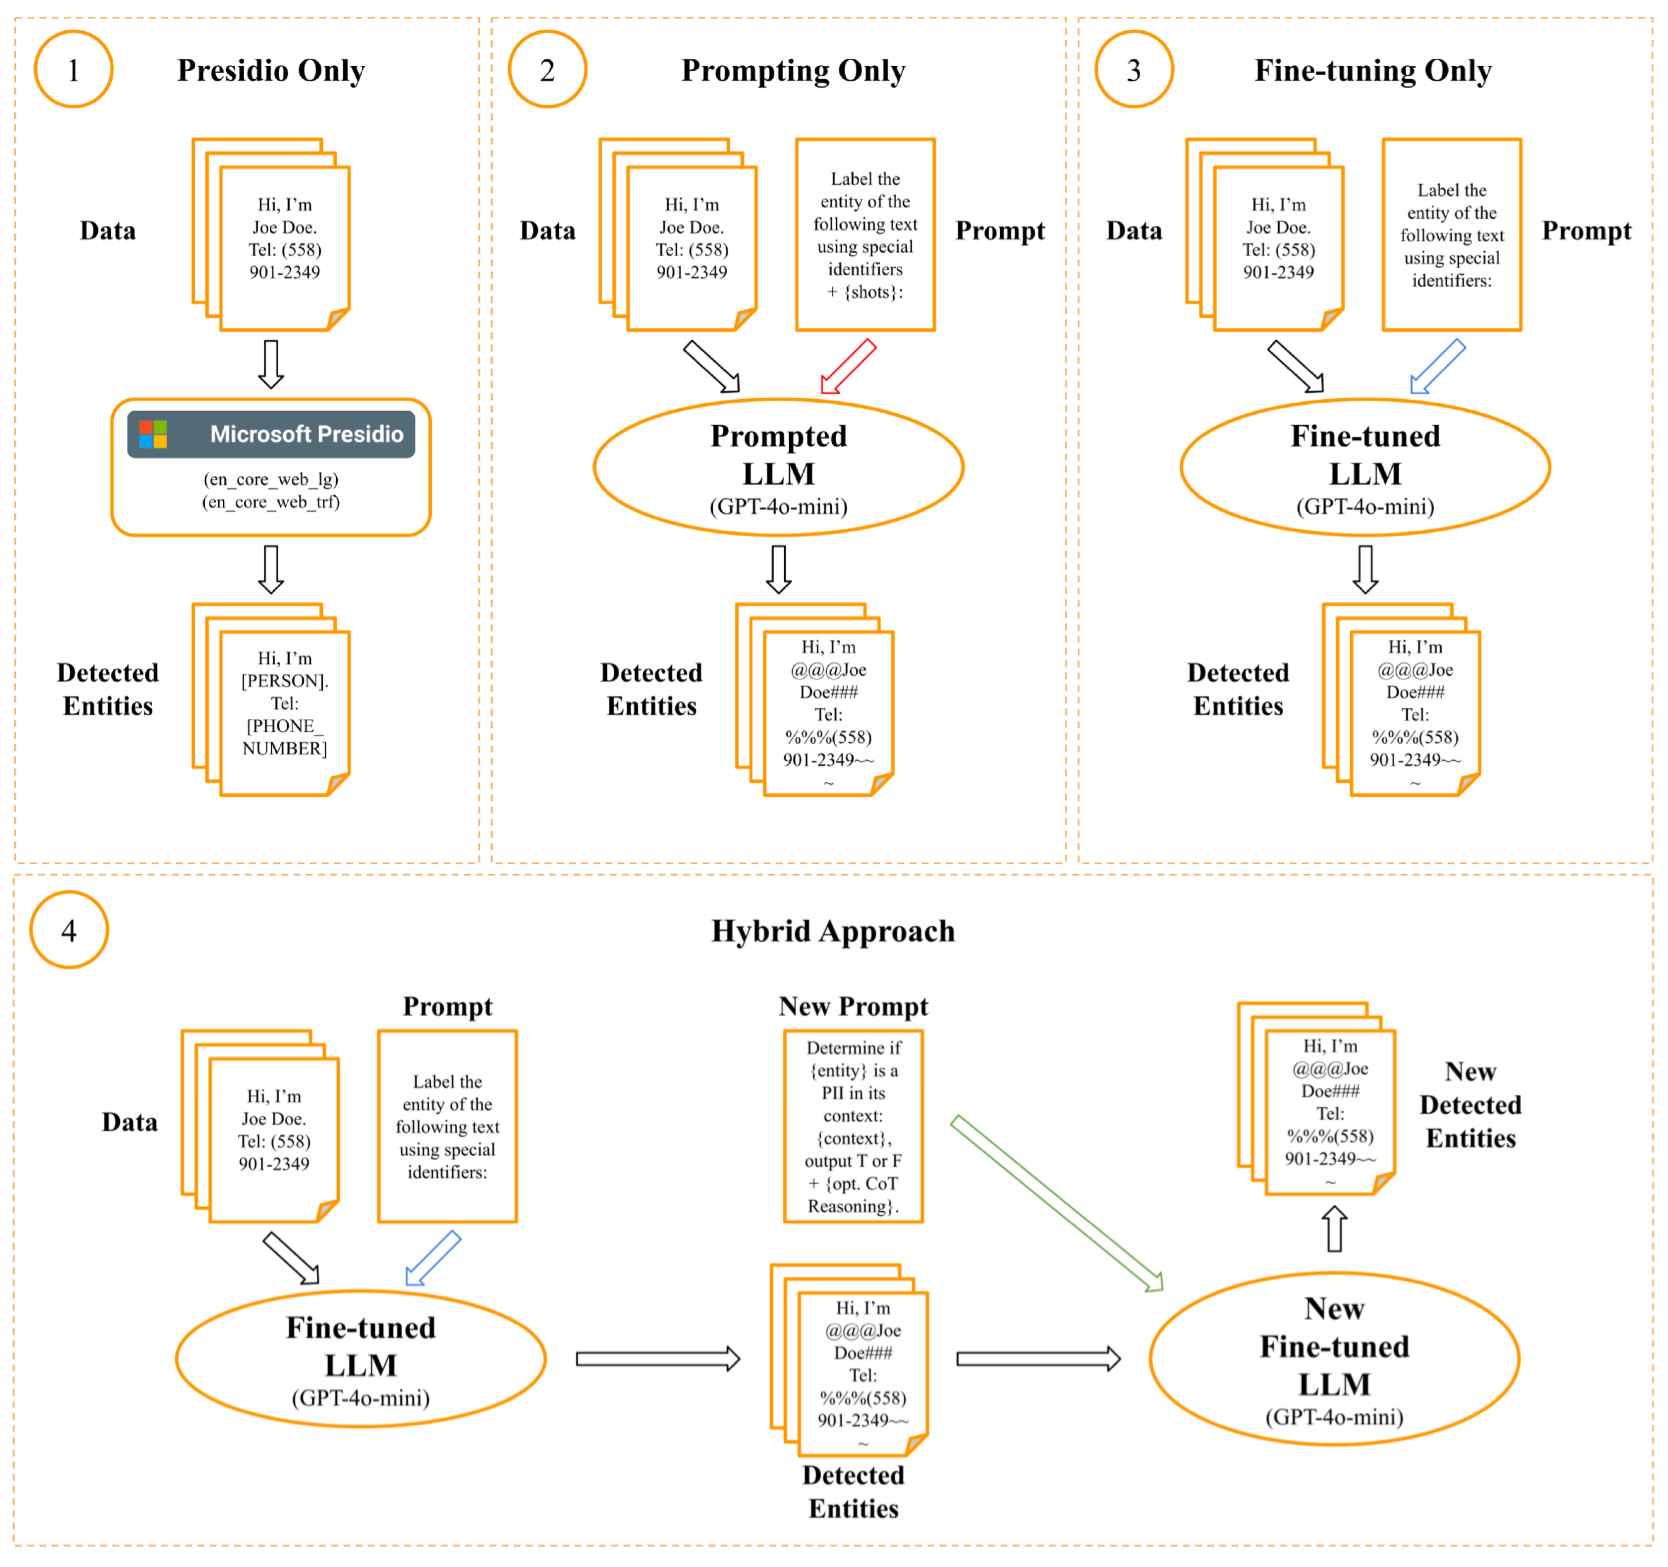 1
Presidio Only
Data
Hi, I'm
Joe Doe.
Tel: (558)
901-2349
Microsoft Presidio
(en_core_web_lg)
(en_core_web_trf)
Detected
Entities
Hi, I'm
[PERSON].
Tel:
[PHONE_
NUMBER]
2
Prompting Only
Data
Hi, I'm
Joe Doe.
Tel: (558)
901-2349
Label the
entity of the
following text
using special
identifiers
+ {shots}:
Prompt
Prompted
LLM
(GPT-4o-mini)
Detected
Entities
Hi, I'm
@@@Joe
Doe###
Tel:
%%%(558)
901-2349~~
~
3
Fine-tuning Only
Data
Hi, I'm
Joe Doe.
Tel: (558)
901-2349
Label the
entity of the
following text
using special
identifiers:
Prompt
Fine-tuned
LLM
(GPT-4o-mini)
Detected
Entities
Hi, I'm
@@@Joe
Doe###
Tel:
%%%(558)
901-2349~~
~
4
Hybrid Approach
Data
Hi, I'm
Joe Doe.
Tel: (558)
901-2349
Prompt
Label the
entity of the
following text
using special
identifiers:
Fine-tuned
LLM
(GPT-4o-mini)
New Prompt
Determine if
{entity} is a
PII in its
context:
{context},
output T or F
+ {opt. CoT
Reasoning}.
Hi, I'm
@@@Joe
Doe###
Tel:
%%%(558)
901-2349~~
~
Detected
Entities
New
Fine-tuned
LLM
(GPT-4o-mini)
Hi, I'm
@@@Joe
Doe###
Tel:
%%%(558)
901-2349~~
~
New
Detected
Entities